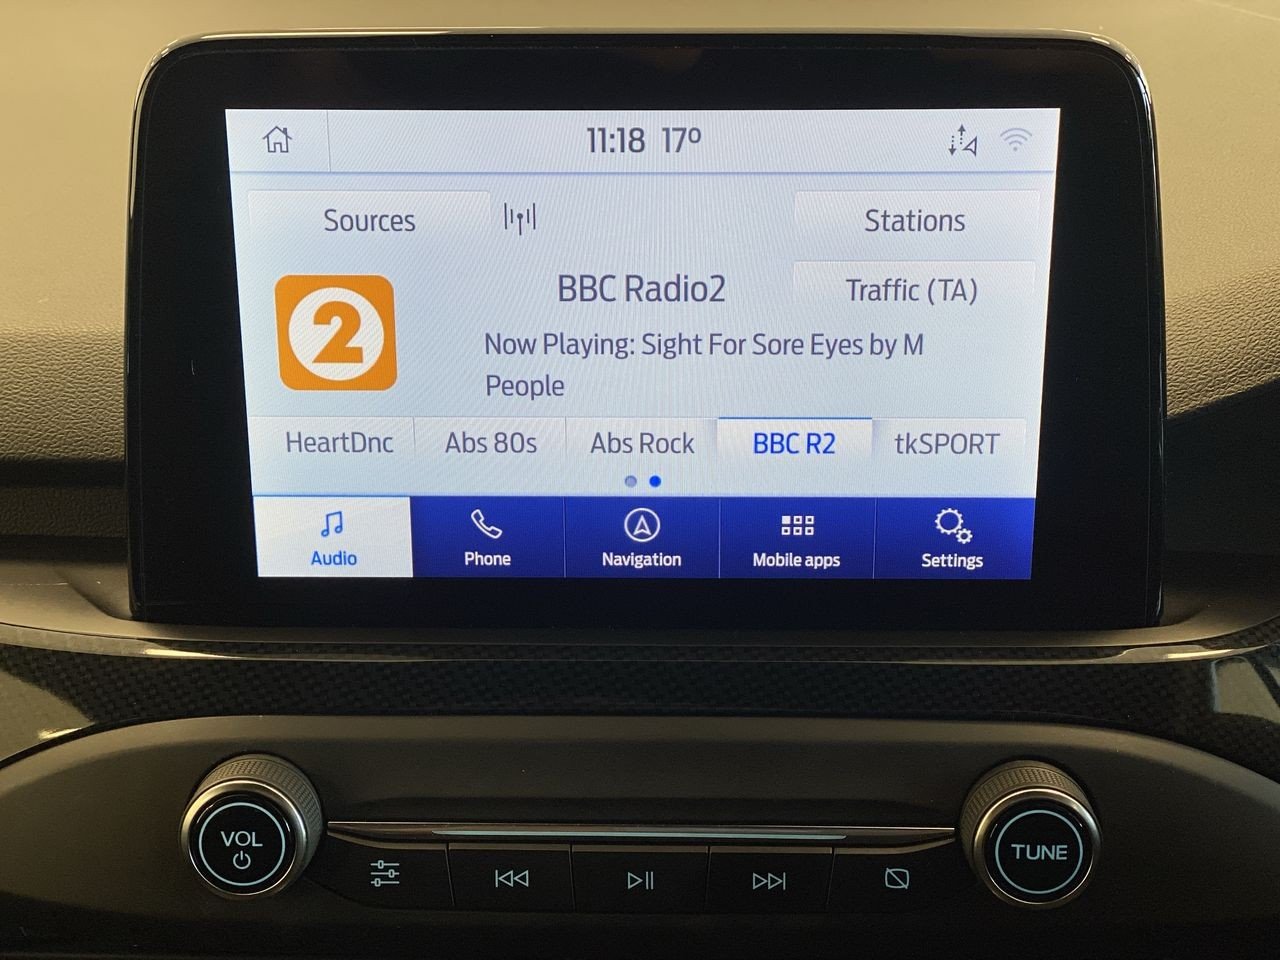 11:18 17º
Sources
Stations
BBC Radio2
Traffic (TA)
2
Now Playing: Sight For Sore Eyes by M
People
HeartDnc Abs 80s Abs Rock BBC R2 tkSPORT
Audio Phone Navigation Mobile apps Settings
VOL
TUNE